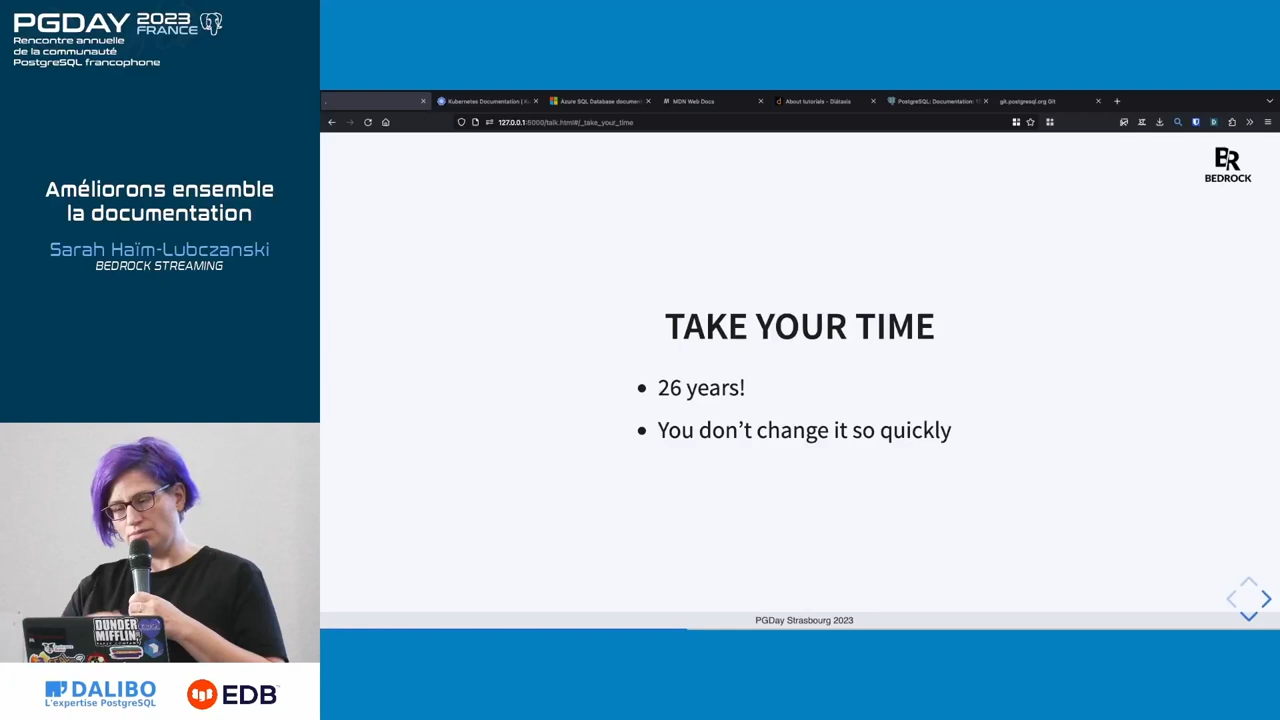 PGDAY 2023 FRANCE
Rencontre annuelle
de la communauté
PostgreSQL francophone
Améliorons ensemble
la documentation
Sarah Haïm-Lubczanski
BEDROCK STREAMING
DUNDER
MIFFLIN
DALIBO
L'expertise PostgreSQL
EDB
Kubernetes Documentation | K
Azure SQL Database documen
MDN Web Docs
About tutorials - Diátaxis
PostgreSQL: Documentation:
git.postgresql.org Git
127.0.0.1:5000/talk.html#/_take_your_time
BR
BEDROCK
TAKE YOUR TIME
• 26 years!
• You don't change it so quickly
PGDay Strasbourg 2023